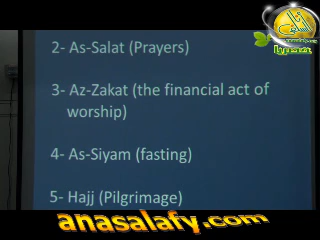 2- As-Salat (Prayers)
3- Az-Zakat (the financial act of
worship)
4- As-Siyam (fasting)
5- Hajj (Pilgrimage)
anasalafy.com